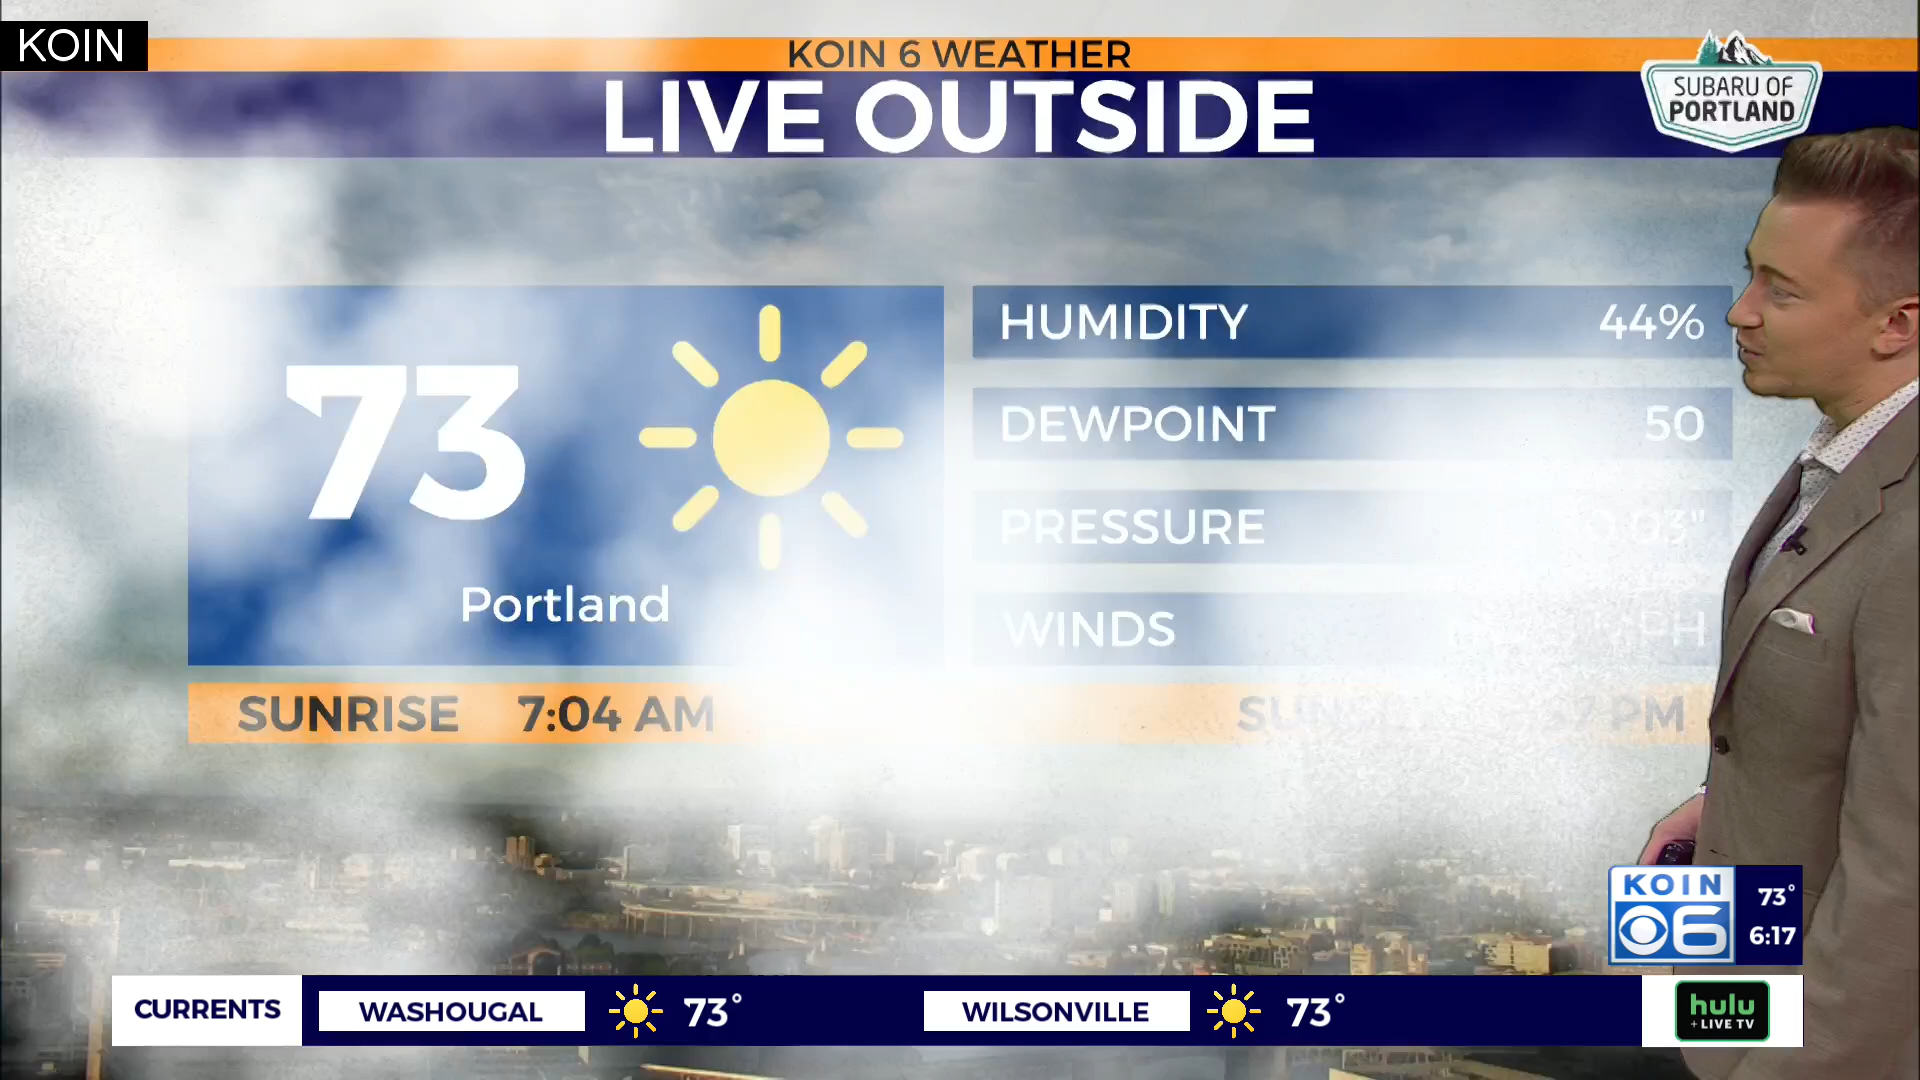 KOIN
KOIN 6 WEATHER
LIVE OUTSIDE
SUBARU OF
PORTLAND
73
Portland
HUMIDITY 44%
DEWPOINT 50
PRESSURE
WINDS
SUNRISE 7:04 AM
PM
KOIN
6
73°
6:17
CURRENTS WASHOUGAL 73° WILSONVILLE 73°
hulu
+ LIVE TV